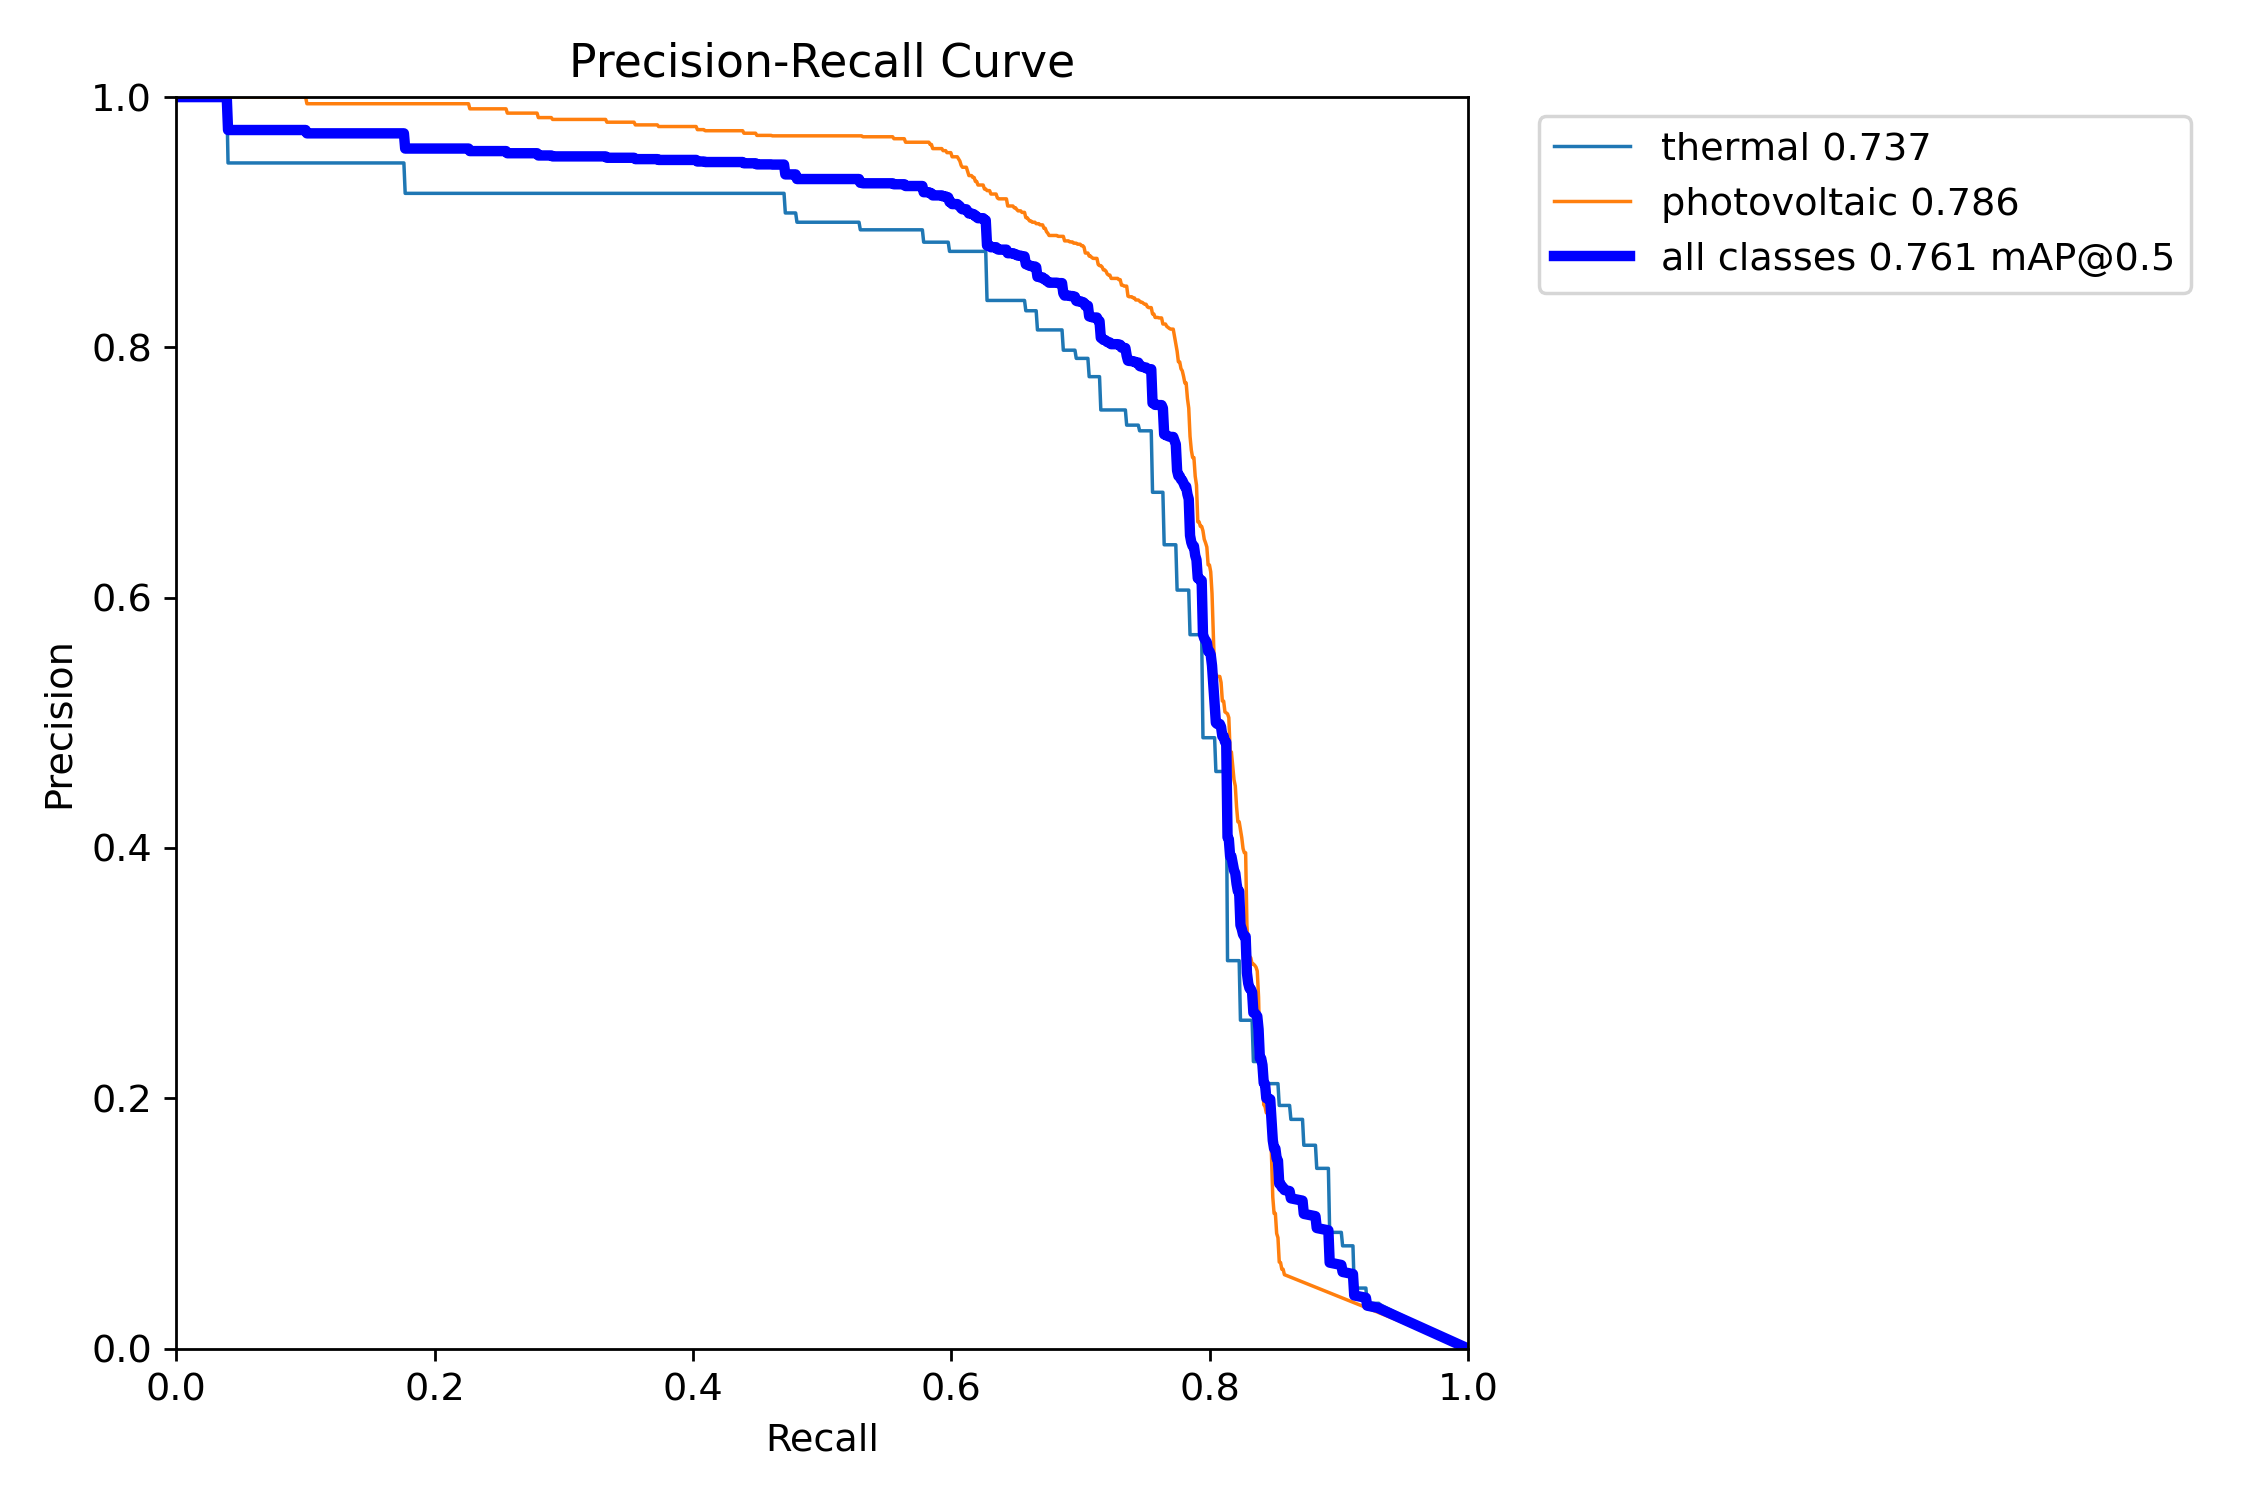 Precision-Recall Curve
thermal 0.737
photovoltaic 0.786
all classes 0.761 mAP@0.5
Precision
1.0
0.8
0.6
0.4
0.2
0.0
0.0 0.2 0.4 0.6 0.8 1.0
Recall